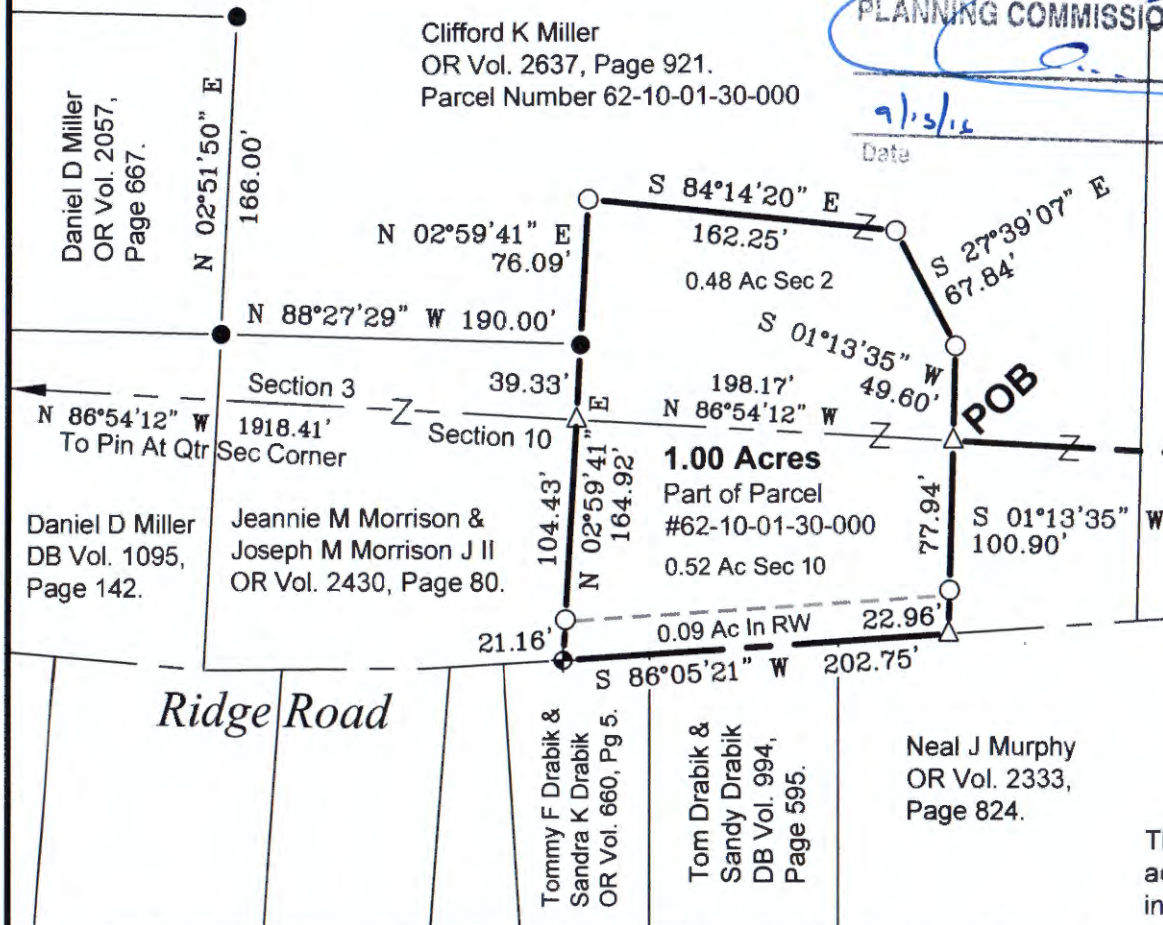 PLANNING COMMISSIO
Date
Clifford K Miller
OR Vol. 2637, Page 921.
Parcel Number 62-10-01-30-000
Daniel D Miller
OR Vol. 2057,
Page 667.
N 02°51'50" E
166.00'
N 02°59'41" E
76.09'
S 84°14'20" E
162.25'
0.48 Ac Sec 2
S 27°39'07" E
67.84'
N 88°27'29" W 190.00'
S 01°13'35" W
49.60'
POB
Section 3
39.33'
198.17'
N 86°54'12" W
N 86°54'12" W
1918.41'
Section 10
To Pin At Qtr Sec Corner
1.00 Acres
Part of Parcel
#62-10-01-30-000
0.52 Ac Sec 10
104.43'
N 02°59'41" E
164.92'
77.94'
S 01°13'35" W
100.90'
Daniel D Miller
DB Vol. 1095,
Page 142.
Jeannie M Morrison &
Joseph M Morrison J II
OR Vol. 2430, Page 80.
21.16'
0.09 Ac In RW
22.96'
S 86°05'21" W 202.75'
Ridge Road
Tommy F Drabik &
Sandra K Drabik
OR Vol. 660, Pg 5.
Tom Drabik &
Sandy Drabik
DB Vol. 994,
Page 595.
Neal J Murphy
OR Vol. 2333,
Page 824.